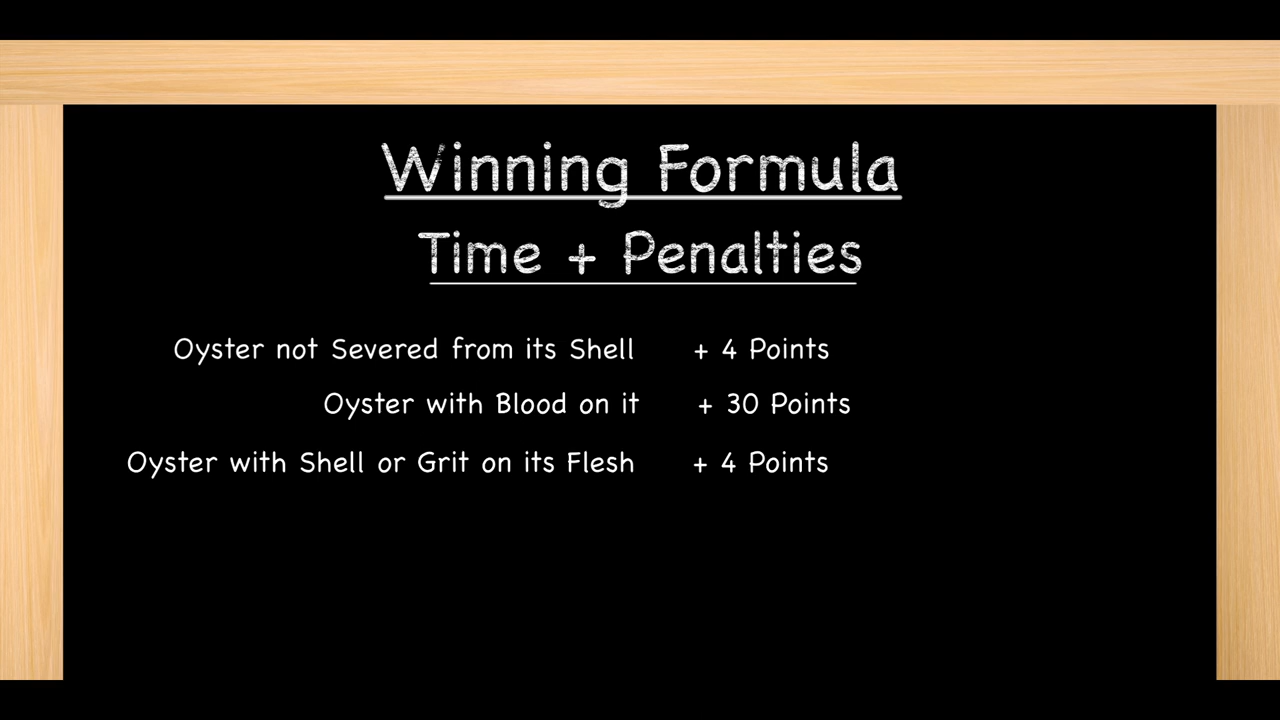 Winning Formula
Time + Penalties
Oyster not Severed from its Shell + 4 Points
Oyster with Blood on it + 30 Points
Oyster with Shell or Grit on its Flesh + 4 Points